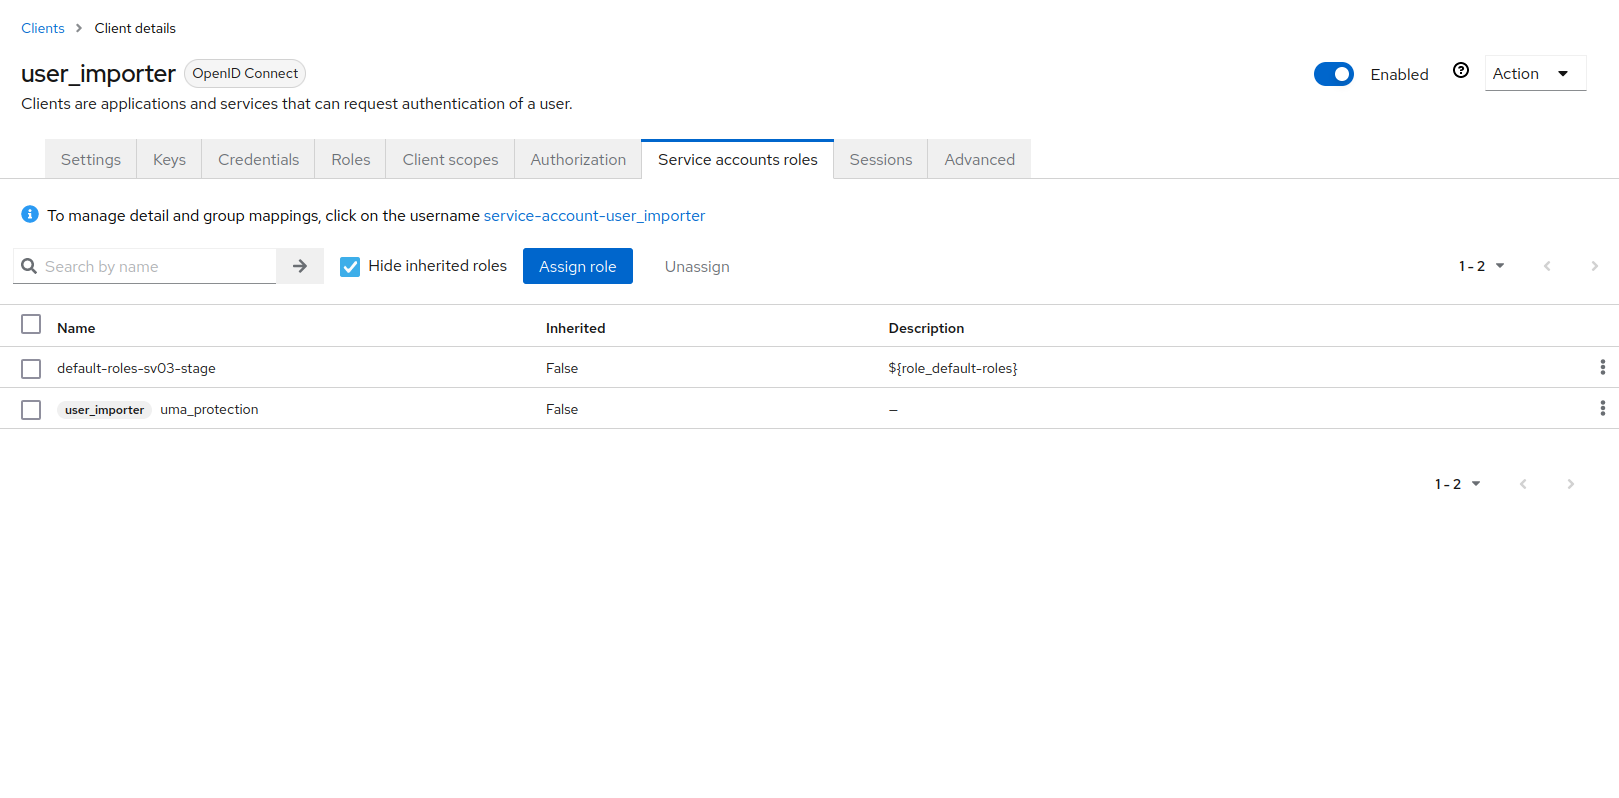 Clients > Client details
user_importer OpenID Connect Enabled Action
Clients are applications and services that can request authentication of a user.
Settings Keys Credentials Roles Client scopes Authorization Service accounts roles Sessions Advanced
To manage detail and group mappings, click on the username service-account-user_importer
Search by name Hide inherited roles Assign role Unassign 1 - 2
Name Inherited Description
default-roles-sv03-stage False ${role_default-roles}
user_importer uma_protection False —
1 - 2